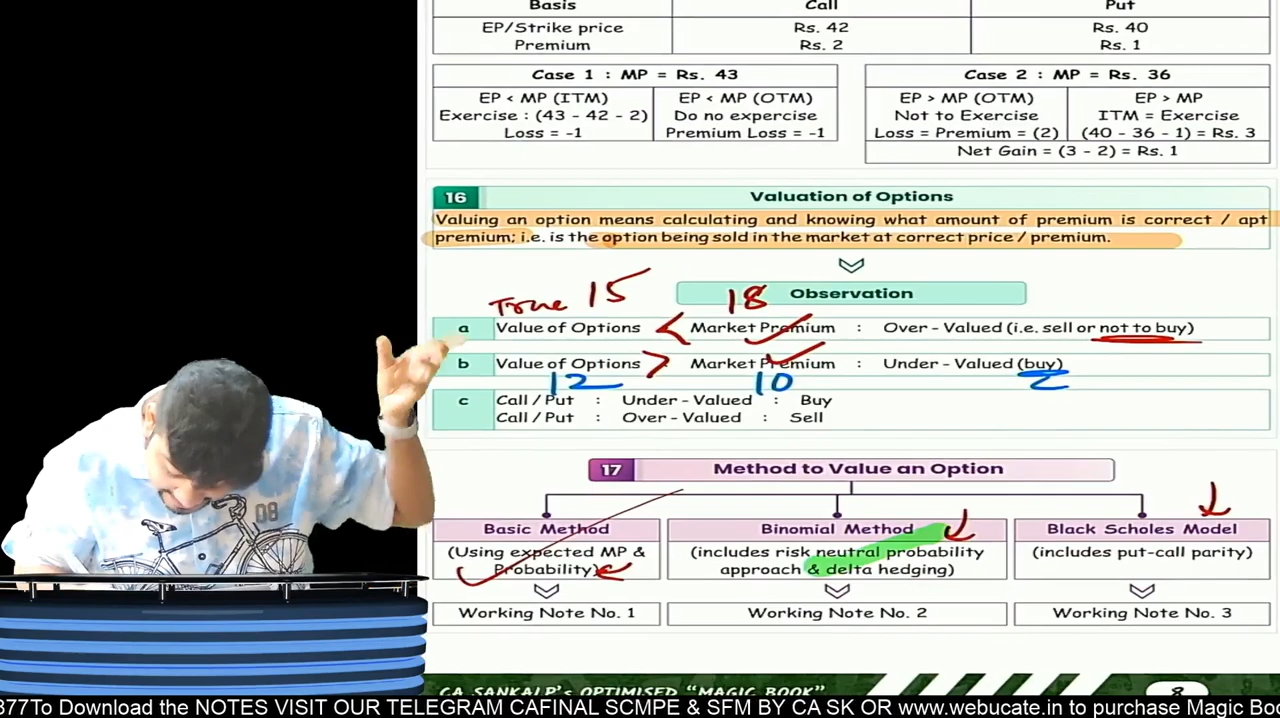 Basis Call Put
EP/Strike price Rs. 42 Rs. 40
Premium Rs. 2 Rs. 1
Case 1 : MP = Rs. 43
EP < MP (ITM) EP < MP (OTM)
Exercise : (43 - 42 - 2) Do no expercise
Loss = -1 Premium Loss = -1
Case 2 : MP = Rs. 36
EP > MP (OTM) EP > MP
Not to Exercise ITM = Exercise
Loss = Premium = (2) (40 - 36 - 1) = Rs. 3
Net Gain = (3 - 2) = Rs. 1
16 Valuation of Options
Valuing an option means calculating and knowing what amount of premium is correct / apt
premium; i.e. is the option being sold in the market at correct price / premium.
Observation
True 15 18
a Value of Options < Market Premium : Over - Valued (i.e. sell or not to buy)
b Value of Options > Market Premium : Under - Valued (buy)
12 10
c Call / Put : Under - Valued : Buy
Call / Put : Over - Valued : Sell
17 Method to Value an Option
Basic Method
(Using expected MP &
Probability)
Working Note No. 1
Binomial Method
(includes risk neutral probability
approach & delta hedging)
Working Note No. 2
Black Scholes Model
(includes put-call parity)
Working Note No. 3
08
CA SANKALP's OPTIMISED "MAGIC BOOK" 8
377To Download the NOTES VISIT OUR TELEGRAM CAFINAL SCMPE & SFM BY CA SK OR www.webucate.in to purchase Magic Boo